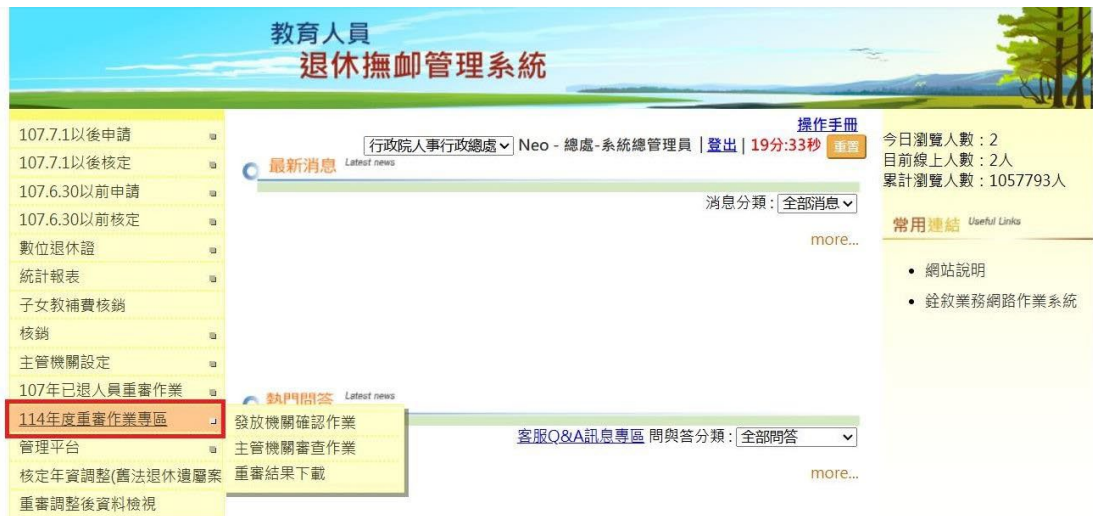 教育人員
退休撫卹管理系統
107.7.1以後申請
107.7.1以後核定
107.6.30以前申請
107.6.30以前核定
數位退休證
統計報表
子女教補費核銷
核銷
主管機關設定
107年已退人員重審作業
114年度重審作業專區
管理平台
核定年資調整(舊法退休遺屬案
重審調整後資料檢視
發放機關確認作業
主管機關審查作業
重審結果下載
操作手冊
行政院人事行政總處 Neo - 總處-系統總管理員 | 登出 | 19分:33秒 重置
最新消息 Latest news
消息分類：全部消息
more...
熱門問答 Latest news
客服Q&A訊息專區 問與答分類：全部問答
more...
今日瀏覽人數：2
目前線上人數：2人
累計瀏覽人數：1057793人
常用連結 Useful Links
網站說明
銓敘業務網路作業系統